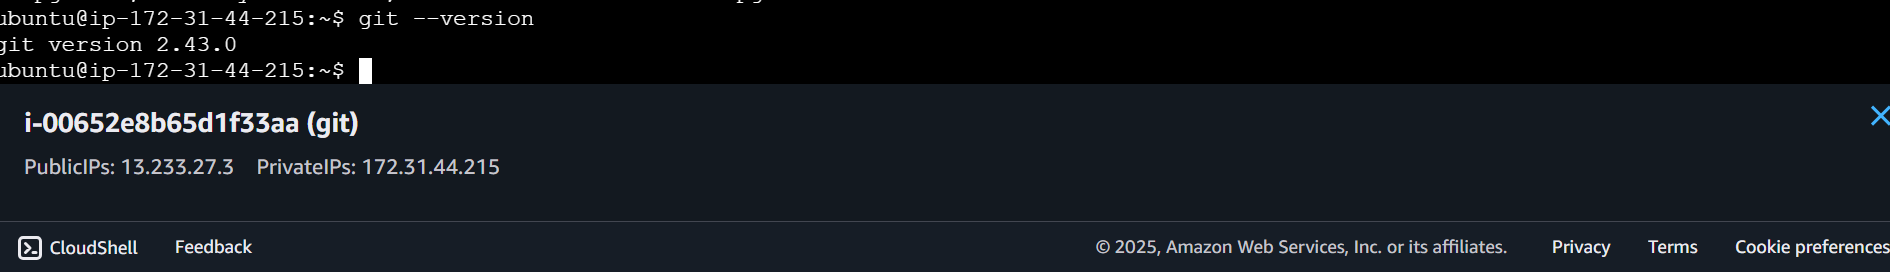 ubuntu@ip-172-31-44-215:~$ git --version
git version 2.43.0
ubuntu@ip-172-31-44-215:~$
i-00652e8b65d1f33aa (git)
PublicIPs: 13.233.27.3 PrivateIPs: 172.31.44.215
CloudShell Feedback © 2025, Amazon Web Services, Inc. or its affiliates. Privacy Terms Cookie preferences